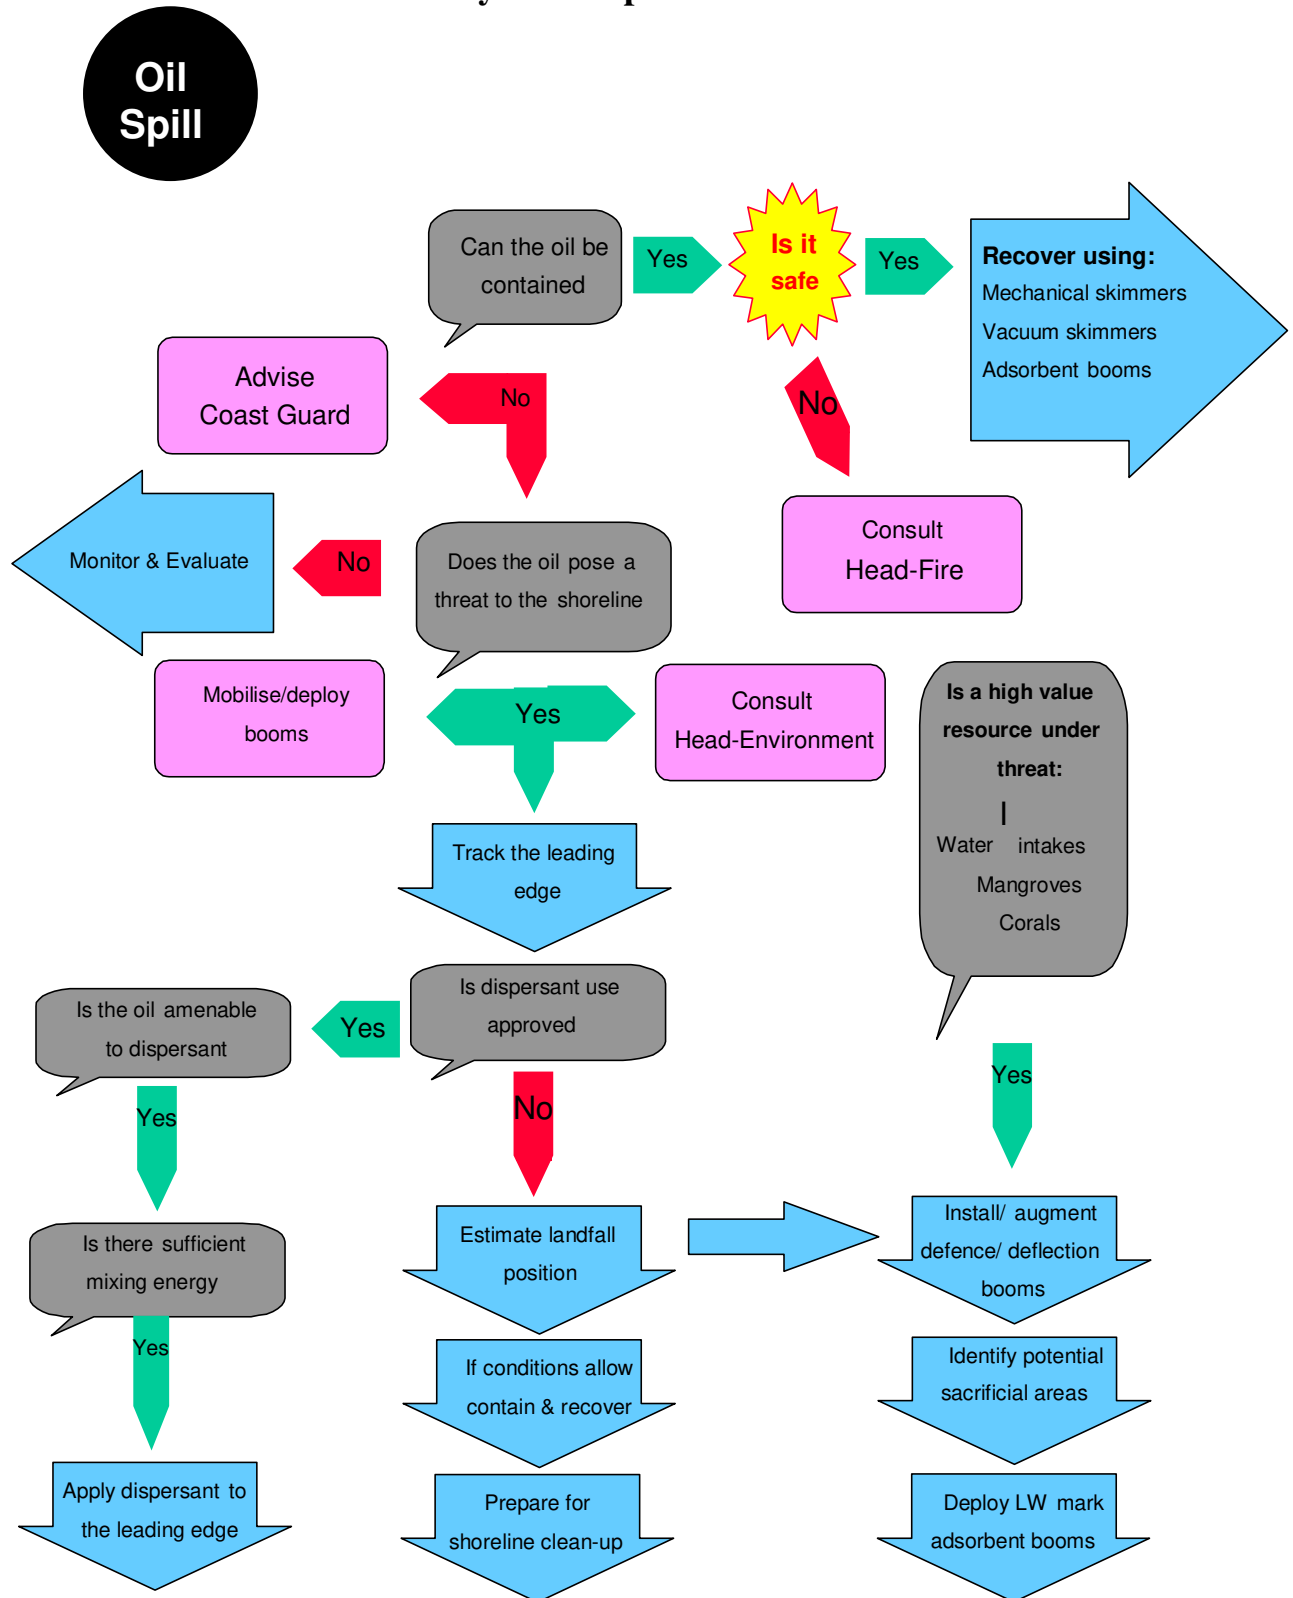 Oil
Spill
Can the oil be
contained
Yes
Is it
safe
Yes
Recover using:
Mechanical skimmers
Vacuum skimmers
Adsorbent booms
Advise
Coast Guard
No
No
Consult
Head-Fire
Monitor & Evaluate
No
Does the oil pose a
threat to the shoreline
Mobilise/deploy
booms
Yes
Consult
Head-Environment
Is a high value
resource under
threat:
|
Water intakes
Mangroves
Corals
Track the leading
edge
Is the oil amenable
to dispersant
Yes
Is dispersant use
approved
Yes
No
Yes
Is there sufficient
mixing energy
Estimate landfall
position
Install/ augment
defence/ deflection
booms
Yes
If conditions allow
contain & recover
Identify potential
sacrificial areas
Apply dispersant to
the leading edge
Prepare for
shoreline clean-up
Deploy LW mark
adsorbent booms